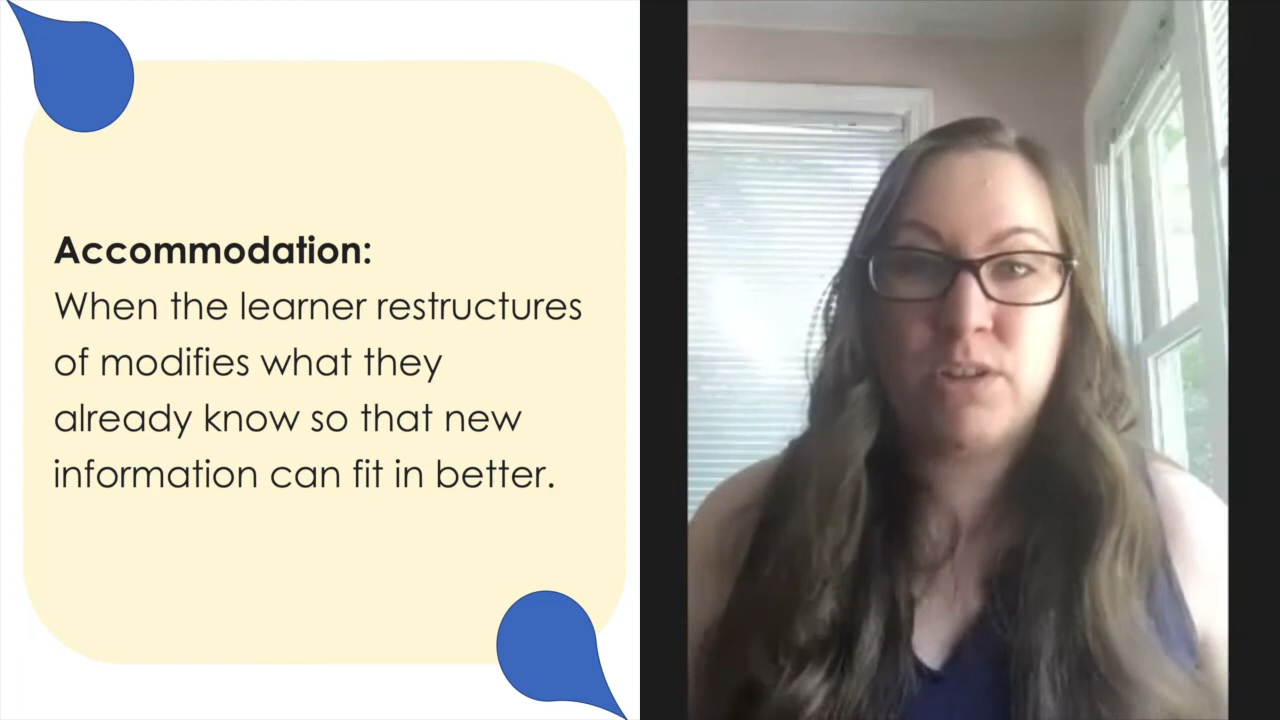 Accommodation:
When the learner restructures
of modifies what they
already know so that new
information can fit in better.